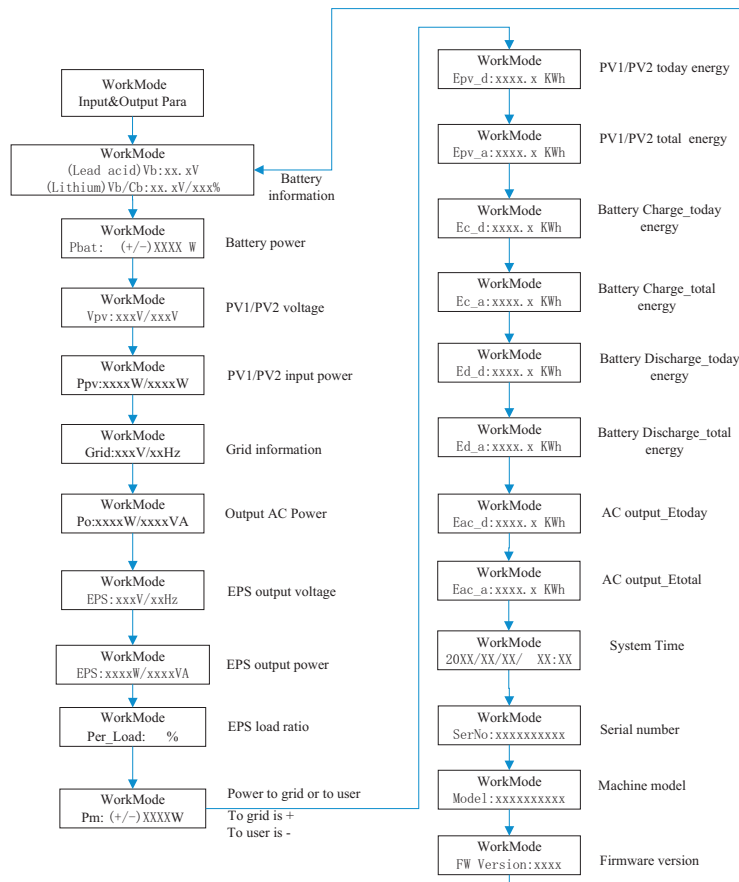 WorkMode
Input&Output Para
WorkMode
(Lead acid)Vb:xx.xV
(Lithium)Vb/Cb:xx.xV/xxx%
Battery
information
WorkMode
Pbat: (+/-)XXXX W
Battery power
WorkMode
Vpv:xxxV/xxxV
PV1/PV2 voltage
WorkMode
Ppv:xxxxW/xxxxW
PV1/PV2 input power
WorkMode
Grid:xxxV/xxHz
Grid information
WorkMode
Po:xxxxW/xxxxVA
Output AC Power
WorkMode
EPS:xxxV/xxHz
EPS output voltage
WorkMode
EPS:xxxxW/xxxxVA
EPS output power
WorkMode
Per_Load: %
EPS load ratio
WorkMode
Pm: (+/-)XXXXW
Power to grid or to user
To grid is +
To user is -
WorkMode
Epv_d:xxxx.x KWh
PV1/PV2 today energy
WorkMode
Epv_a:xxxx.x KWh
PV1/PV2 total energy
WorkMode
Ec_d:xxxx.x KWh
Battery Charge_today
energy
WorkMode
Ec_a:xxxx.x KWh
Battery Charge_total
energy
WorkMode
Ed_d:xxxx.x KWh
Battery Discharge_today
energy
WorkMode
Ed_a:xxxx.x KWh
Battery Discharge_total
energy
WorkMode
Eac_d:xxxx.x KWh
AC output_Etoday
WorkMode
Eac_a:xxxx.x KWh
AC output_Etotal
WorkMode
20XX/XX/XX/ XX:XX
System Time
WorkMode
SerNo:xxxxxxxxxx
Serial number
WorkMode
Model:xxxxxxxxxx
Machine model
WorkMode
FW Version:xxxx
Firmware version